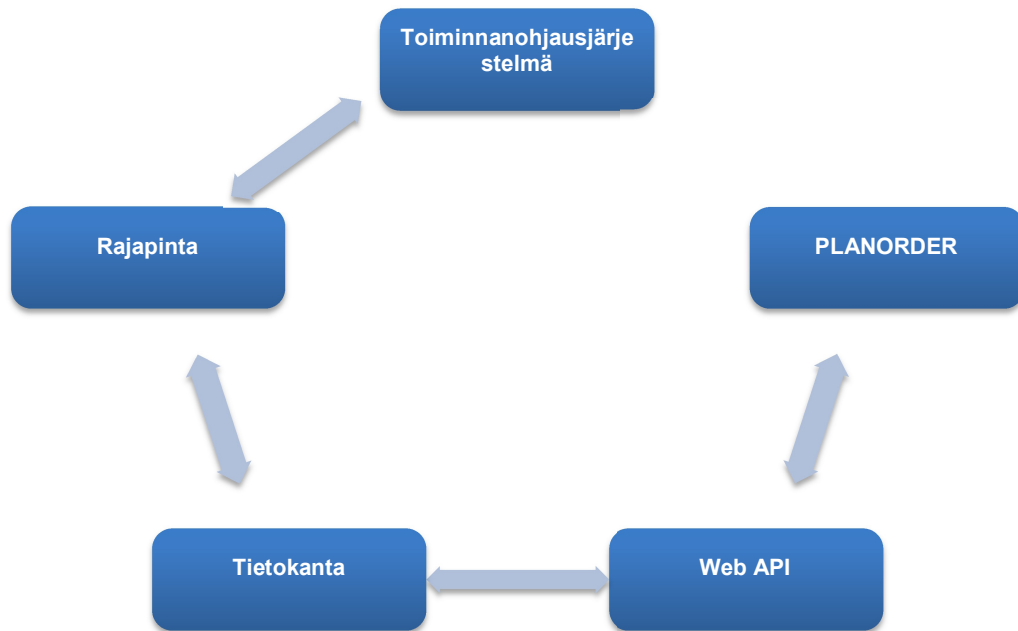 Toiminnanohjausjärje
stelmä
Rajapinta
PLANORDER
Tietokanta
Web API